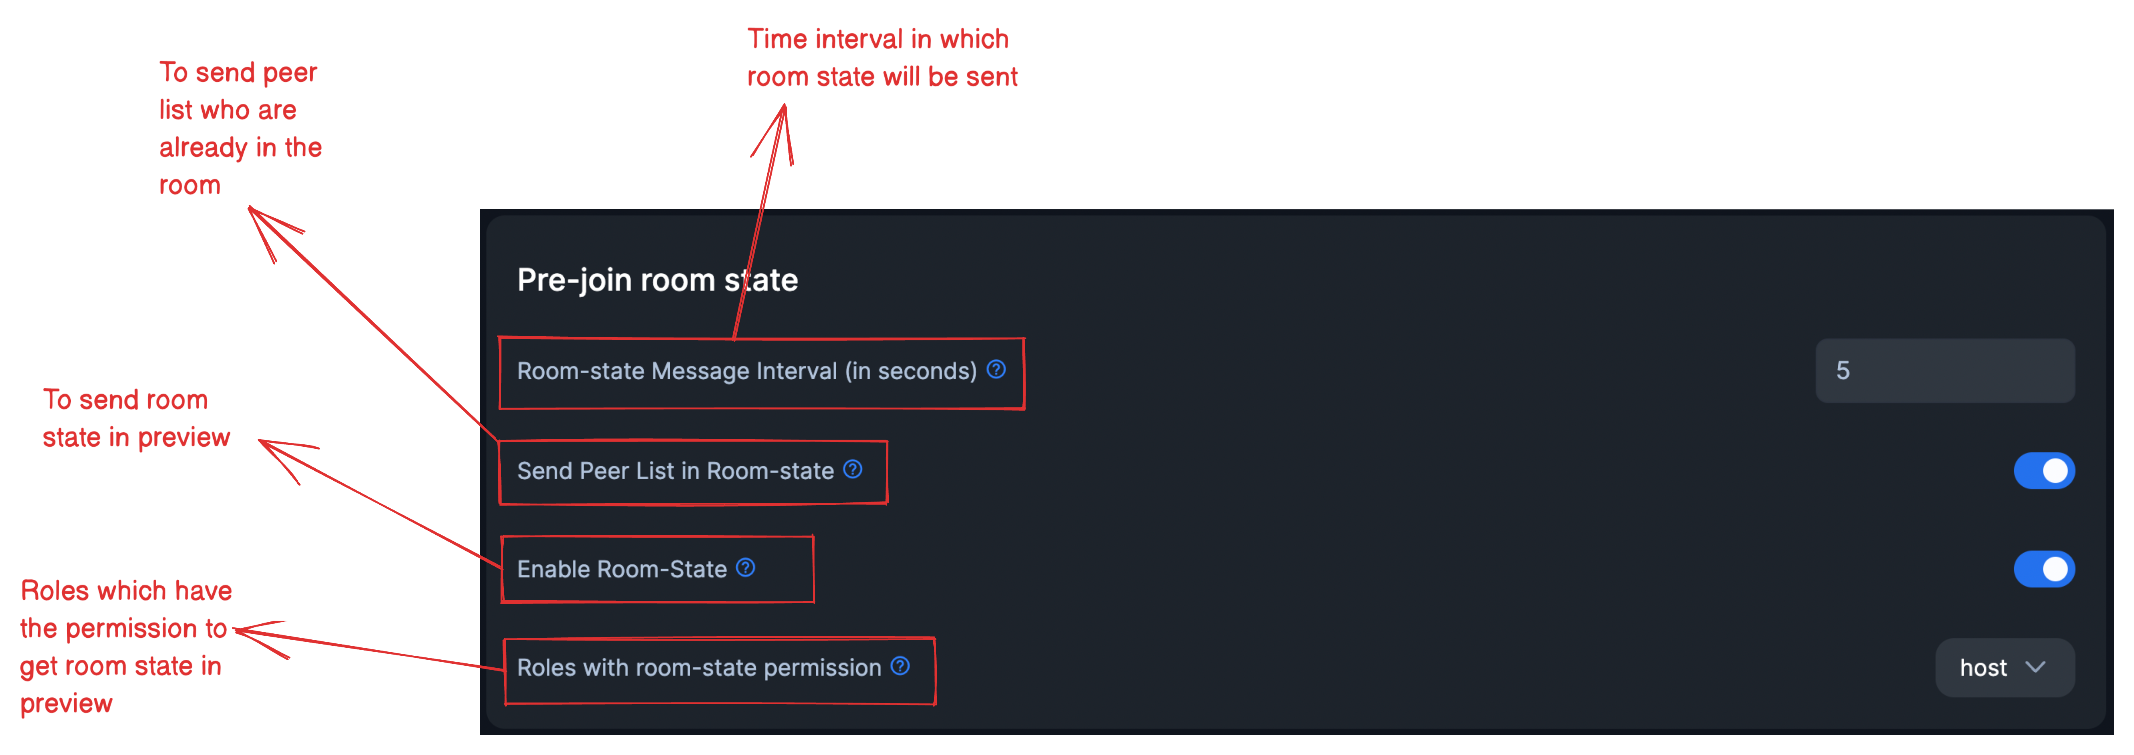 Time interval in which
room state will be sent
To send peer
list who are
already in the
room
Pre-join room state
Room-state Message Interval (in seconds)
5
To send room
state in preview
Send Peer List in Room-state
Enable Room-State
Roles which have
the permission to
get room state in
preview
Roles with room-state permission
host